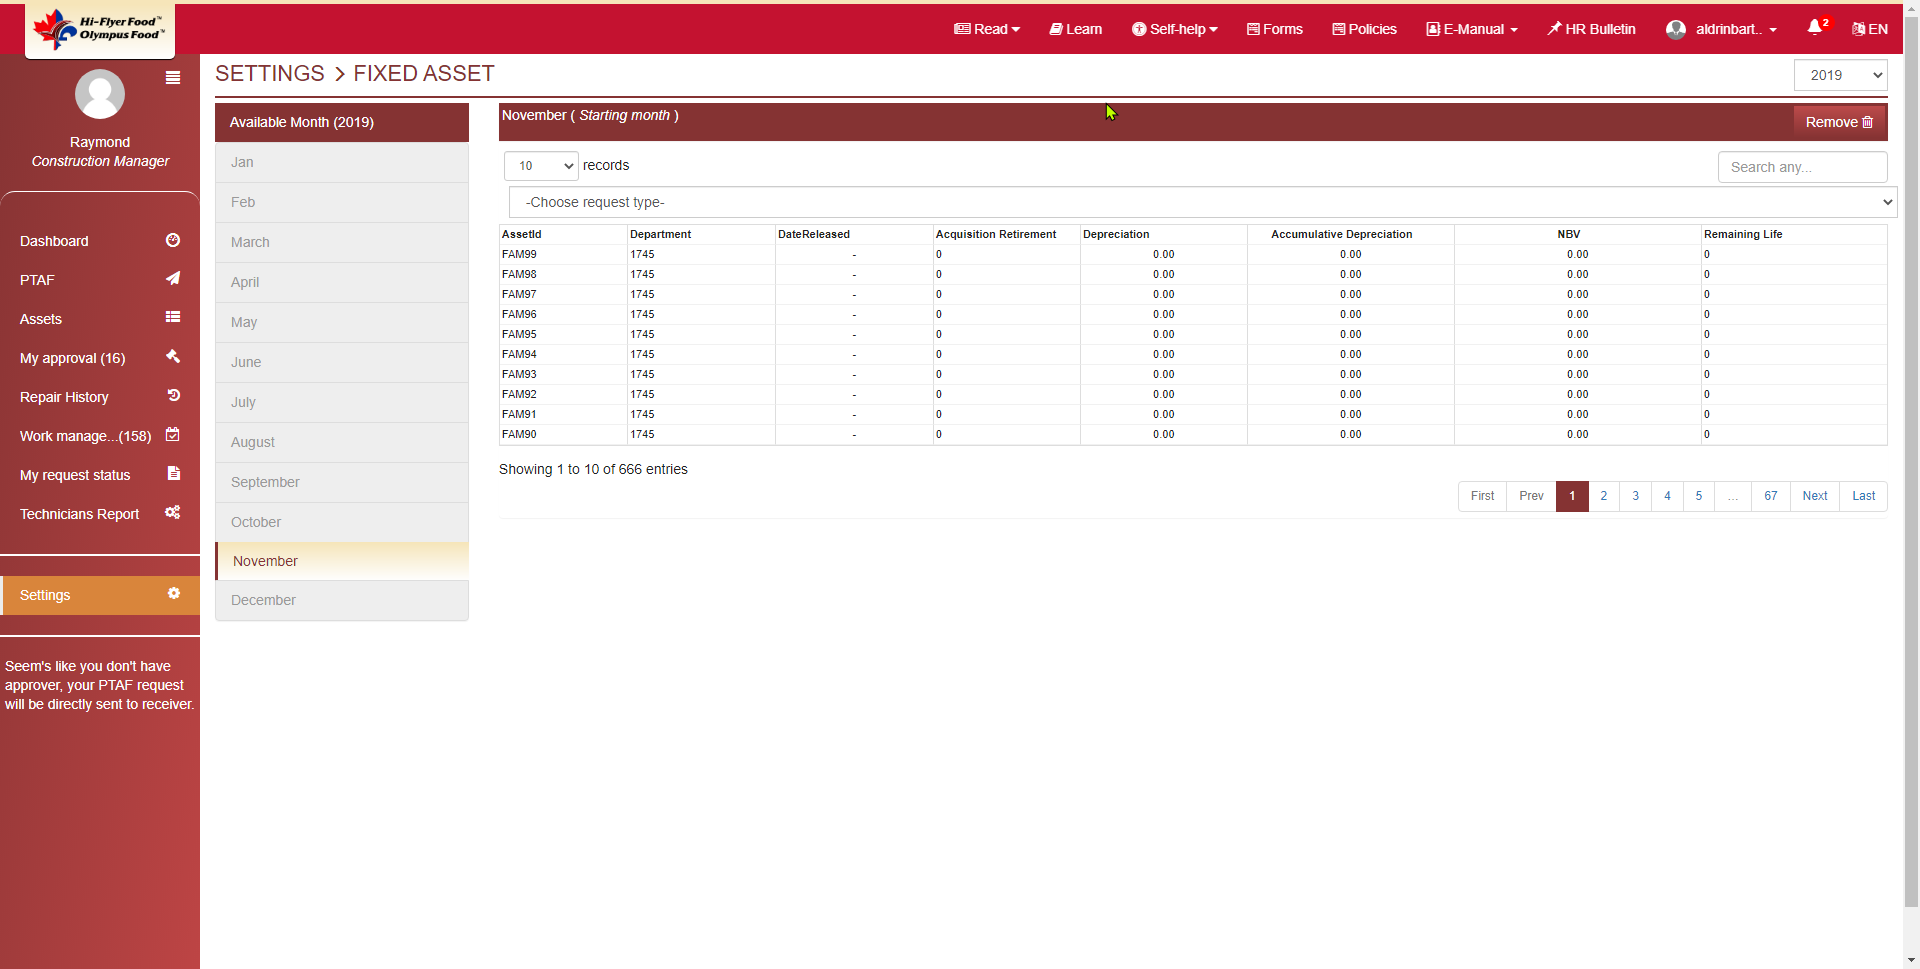 Hi-Flyer Food™
Olympus Food™
Read
Learn
Self-help
Forms
Policies
E-Manual
HR Bulletin
aldrinbart..
2
EN
Raymond
Construction Manager
Dashboard
PTAF
Assets
My approval (16)
Repair History
Work manage...(158)
My request status
Technicians Report
Settings
Seem's like you don't have
approver, your PTAF request
will be directly sent to receiver.
SETTINGS > FIXED ASSET
2019
Available Month (2019)
Jan
Feb
March
April
May
June
July
August
September
October
November
December
November ( Starting month )
Remove
10 records
Search any...
-Choose request type-
AssetId Department DateReleased Acquisition Retirement Depreciation Accumulative Depreciation NBV Remaining Life
FAM99 1745 - 0 0.00 0.00 0.00 0
FAM98 1745 - 0 0.00 0.00 0.00 0
FAM97 1745 - 0 0.00 0.00 0.00 0
FAM96 1745 - 0 0.00 0.00 0.00 0
FAM95 1745 - 0 0.00 0.00 0.00 0
FAM94 1745 - 0 0.00 0.00 0.00 0
FAM93 1745 - 0 0.00 0.00 0.00 0
FAM92 1745 - 0 0.00 0.00 0.00 0
FAM91 1745 - 0 0.00 0.00 0.00 0
FAM90 1745 - 0 0.00 0.00 0.00 0
Showing 1 to 10 of 666 entries
First Prev 1 2 3 4 5 ... 67 Next Last